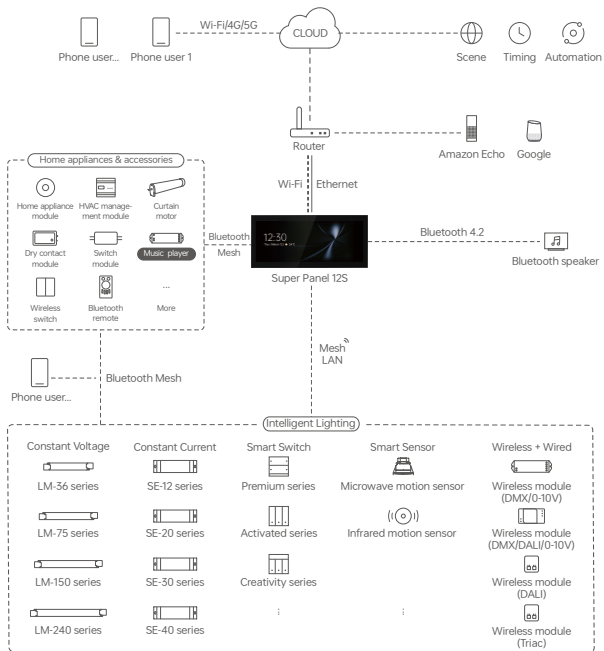 Wi-Fi/4G/5G
CLOUD
Phone user...
Phone user 1
Scene
Timing
Automation
Router
Amazon Echo
Google
Home appliances & accessories
Wi-Fi
Ethernet
Home appliance
module
HVAC manage-
ment module
Curtain
motor
Dry contact
module
Switch
module
Music player
Wireless
switch
Bluetooth
remote
...
More
Bluetooth
Mesh
12:30
Super Panel 12S
Bluetooth 4.2
Bluetooth speaker
Mesh
LAN
Phone user...
Bluetooth Mesh
Intelligent Lighting
Constant Voltage
Constant Current
Smart Switch
Smart Sensor
Wireless + Wired
LM-36 series
SE-12 series
Premium series
Microwave motion sensor
Wireless module
(DMX/0-10V)
LM-75 series
SE-20 series
Activated series
Infrared motion sensor
Wireless module
(DMX/DALI/0-10V)
LM-150 series
SE-30 series
Creativity series
Wireless module
(DALI)
LM-240 series
SE-40 series
Wireless module
(Triac)